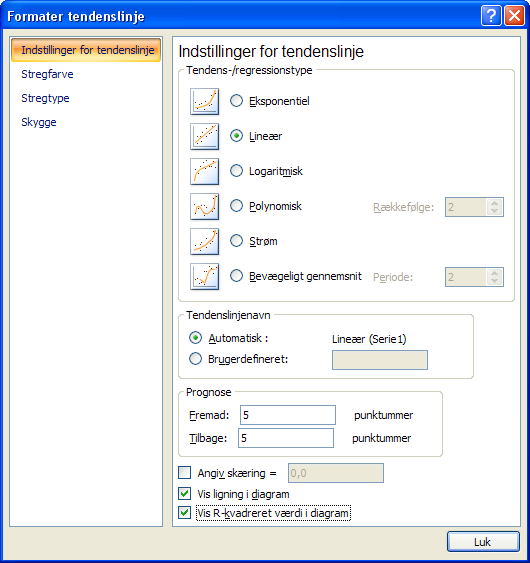 Formater tendenslinje
Indstillinger for tendenslinje
Stregfarve
Stregtype
Skygge
Indstillinger for tendenslinje
Tendens-/regressionstype
Eksponentiel
Lineær
Logaritmisk
Polynomisk Rækkefølge: 2
Strøm
Bevægeligt gennemsnit Periode: 2
Tendenslinjenavn
Automatisk : Lineær (Serie1)
Brugerdefineret:
Prognose
Fremad: 5 punktummer
Tilbage: 5 punktummer
Angiv skæring = 0,0
Vis ligning i diagram
Vis R-kvadreret værdi i diagram
Luk